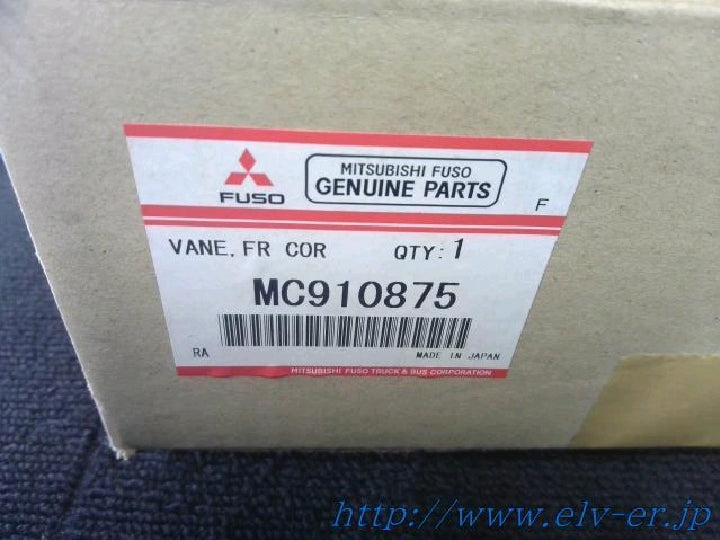 FUSO
MITSUBISHI FUSO
GENUINE PARTS
F
VANE, FR COR QTY: 1
MC910875
RA MADE IN JAPAN
MITSUBISHI FUSO TRUCK & BUS CORPORATION
http://www.elv-er.jp